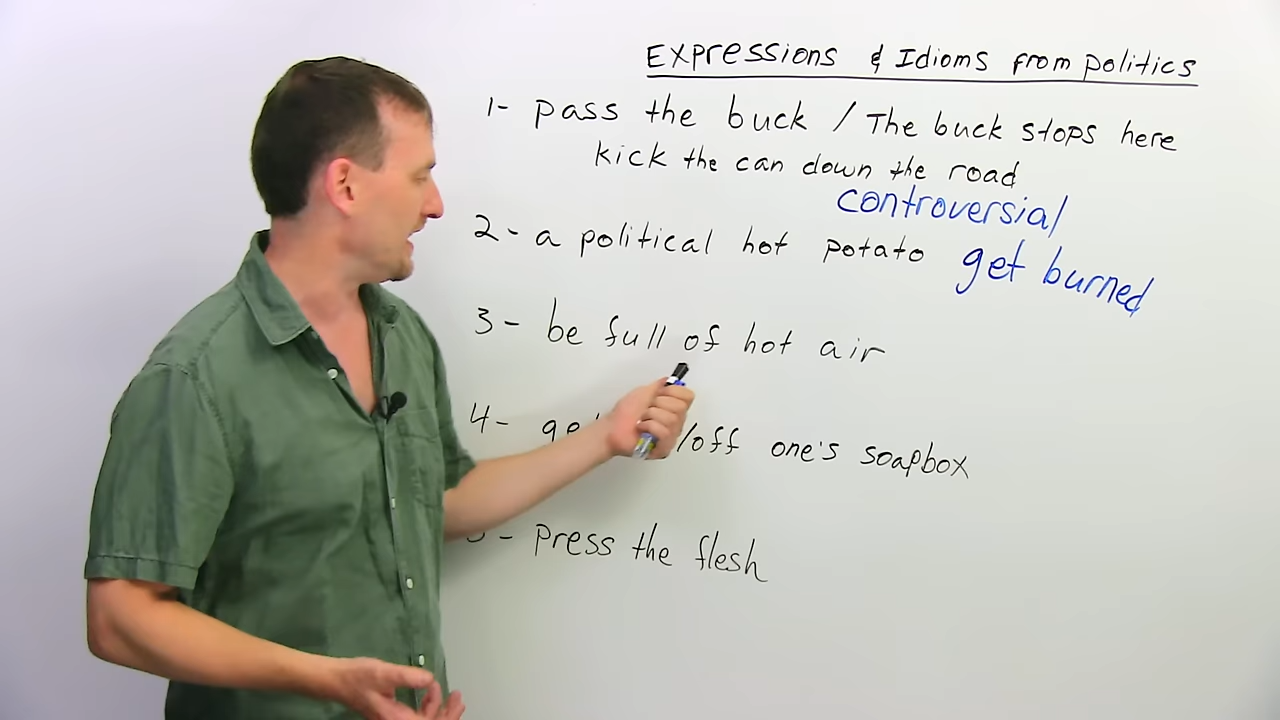 Expressions & Idioms from politics
1- pass the buck / The buck stops here
kick the can down the road
controversial
2- a political hot potato get burned
3- be full of hot air
4- /off one's soapbox
- press the flesh